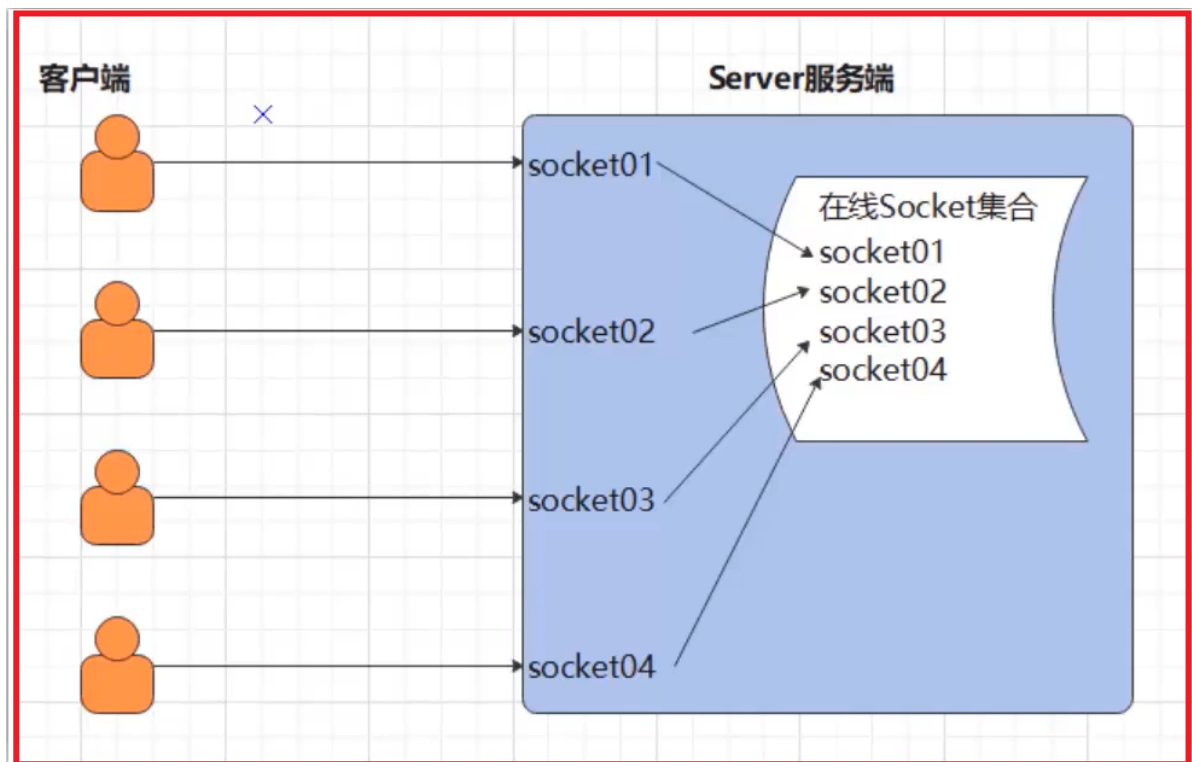 客户端
Server服务端
socket01
在线Socket集合
socket01
socket02
socket03
socket04
socket02
socket03
socket04